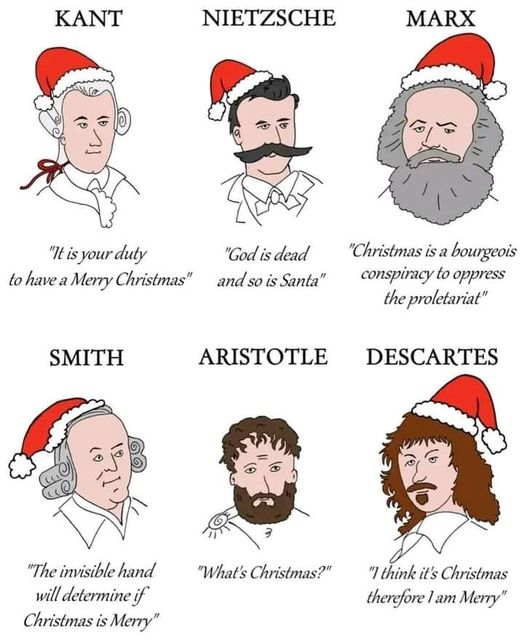 KANT
"It is your duty
to have a Merry Christmas"
NIETZSCHE
"God is dead
and so is Santa"
MARX
"Christmas is a bourgeois
conspiracy to oppress
the proletariat"
SMITH
"The invisible hand
will determine if
Christmas is Merry"
ARISTOTLE
"What's Christmas?"
DESCARTES
"I think it's Christmas
therefore I am Merry"